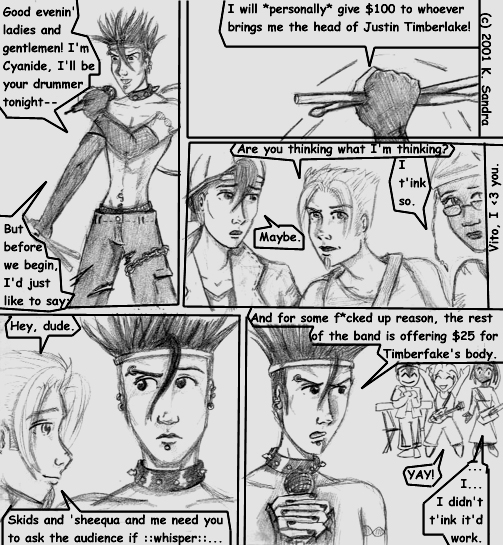 Good evenin'
ladies and
gentlemen! I'm
Cyanide, I'll be
your drummer
tonight--
But
before
we begin,
I'd just
like to say:
I will *personally* give $100 to whoever
brings me the head of Justin Timberlake!
(c) 2001 K. Sandra
Are you thinking what I'm thinking?
Maybe.
I
t'ink
so.
Vito, I <3 you.
Hey, dude.
Skids and 'sheequa and me need you
to ask the audience if ::whisper::...
And for some f*cked up reason, the rest
of the band is offering $25 for
Timberfake's body.
YAY!
...
I...
I didn't
t'ink it'd
work.